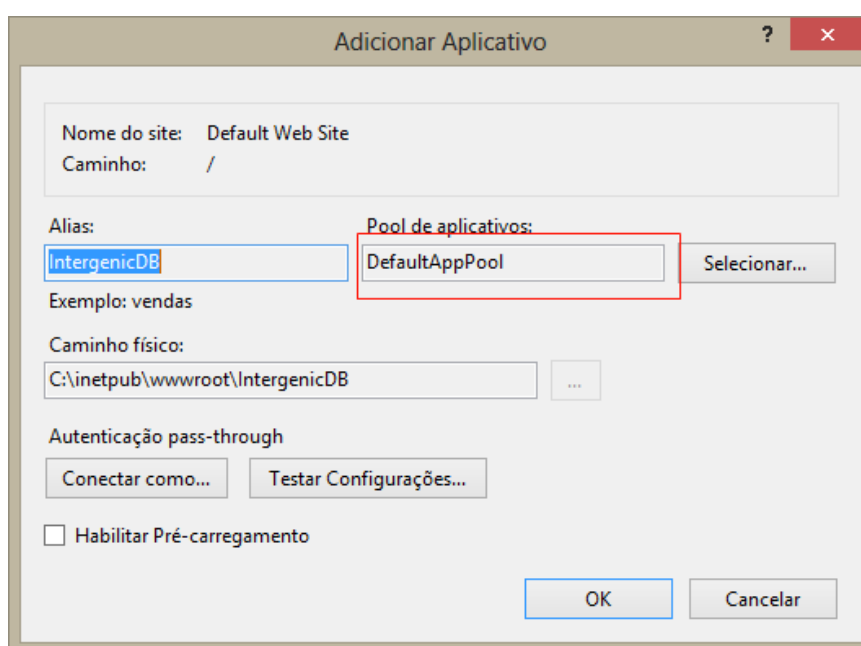 Adicionar Aplicativo
? ×
Nome do site: Default Web Site
Caminho: /
Alias: Pool de aplicativos:
IntergenicDB DefaultAppPool Selecionar...
Exemplo: vendas
Caminho físico:
C:\inetpub\wwwroot\IntergenicDB ...
Autenticação pass-through
Conectar como... Testar Configurações...
Habilitar Pré-carregamento
OK Cancelar